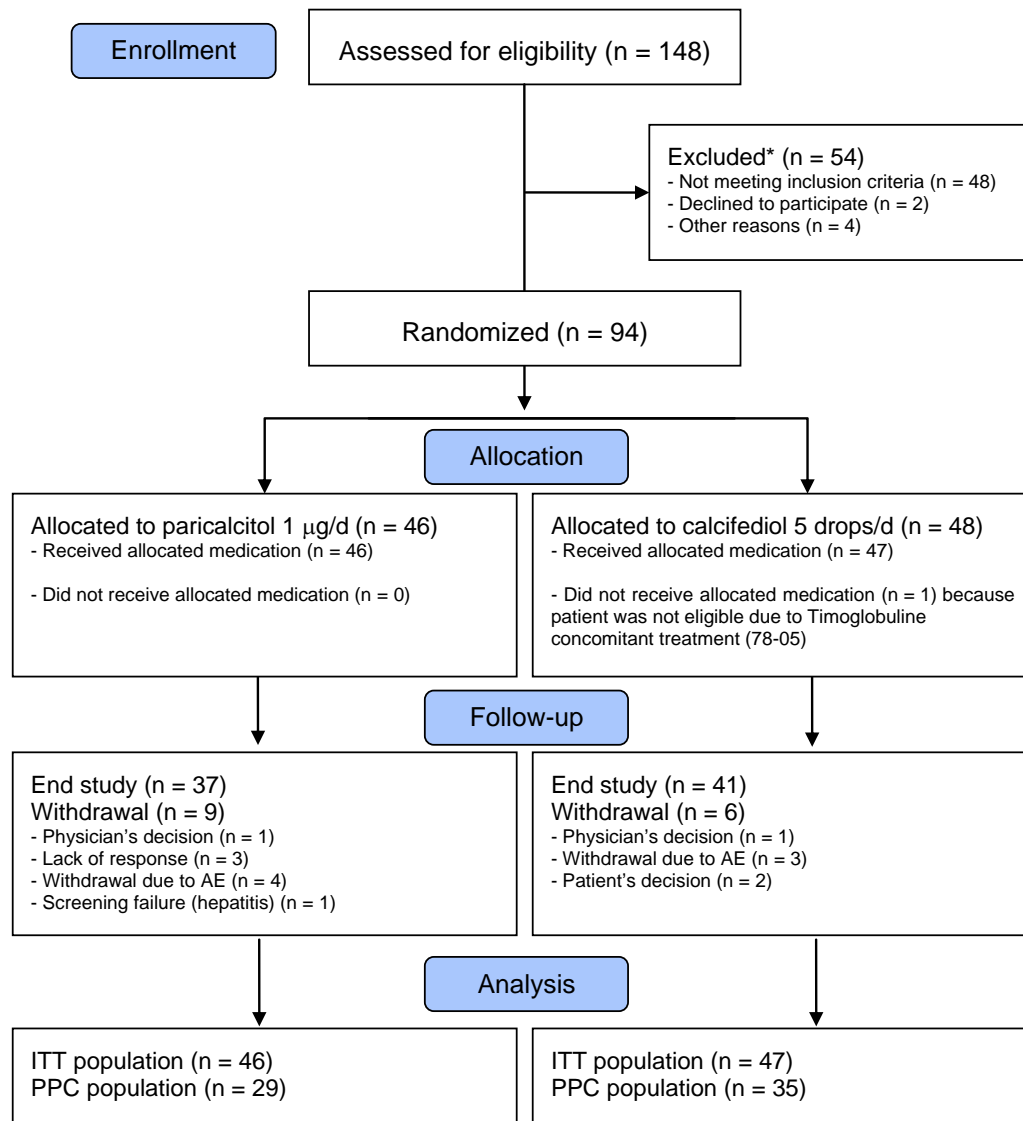 Enrollment
Assessed for eligibility (n = 148)
Excluded* (n = 54)
- Not meeting inclusion criteria (n = 48)
- Declined to participate (n = 2)
- Other reasons (n = 4)
Randomized (n = 94)
Allocation
Allocated to paricalcitol 1 μg/d (n = 46)
- Received allocated medication (n = 46)
- Did not receive allocated medication (n = 0)
Allocated to calcifediol 5 drops/d (n = 48)
- Received allocated medication (n = 47)
- Did not receive allocated medication (n = 1) because
patient was not eligible due to Timoglobuline
concomitant treatment (78-05)
Follow-up
End study (n = 37)
Withdrawal (n = 9)
- Physician’s decision (n = 1)
- Lack of response (n = 3)
- Withdrawal due to AE (n = 4)
- Screening failure (hepatitis) (n = 1)
End study (n = 41)
Withdrawal (n = 6)
- Physician’s decision (n = 1)
- Withdrawal due to AE (n = 3)
- Patient’s decision (n = 2)
Analysis
ITT population (n = 46)
PPC population (n = 29)
ITT population (n = 47)
PPC population (n = 35)